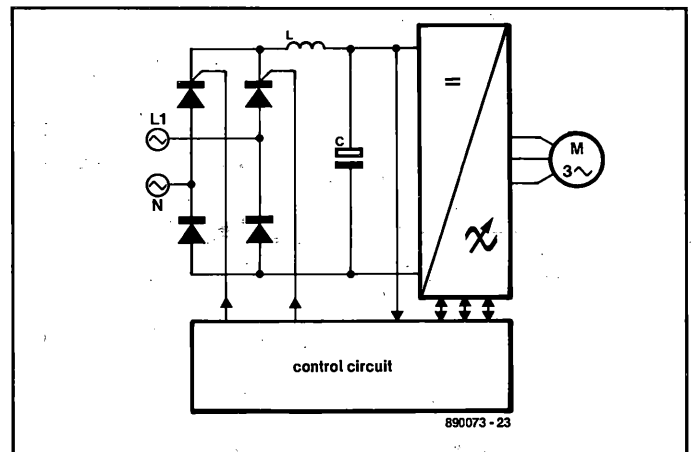 L
L1
N
C
=
M
3~
control circuit
890073 - 23